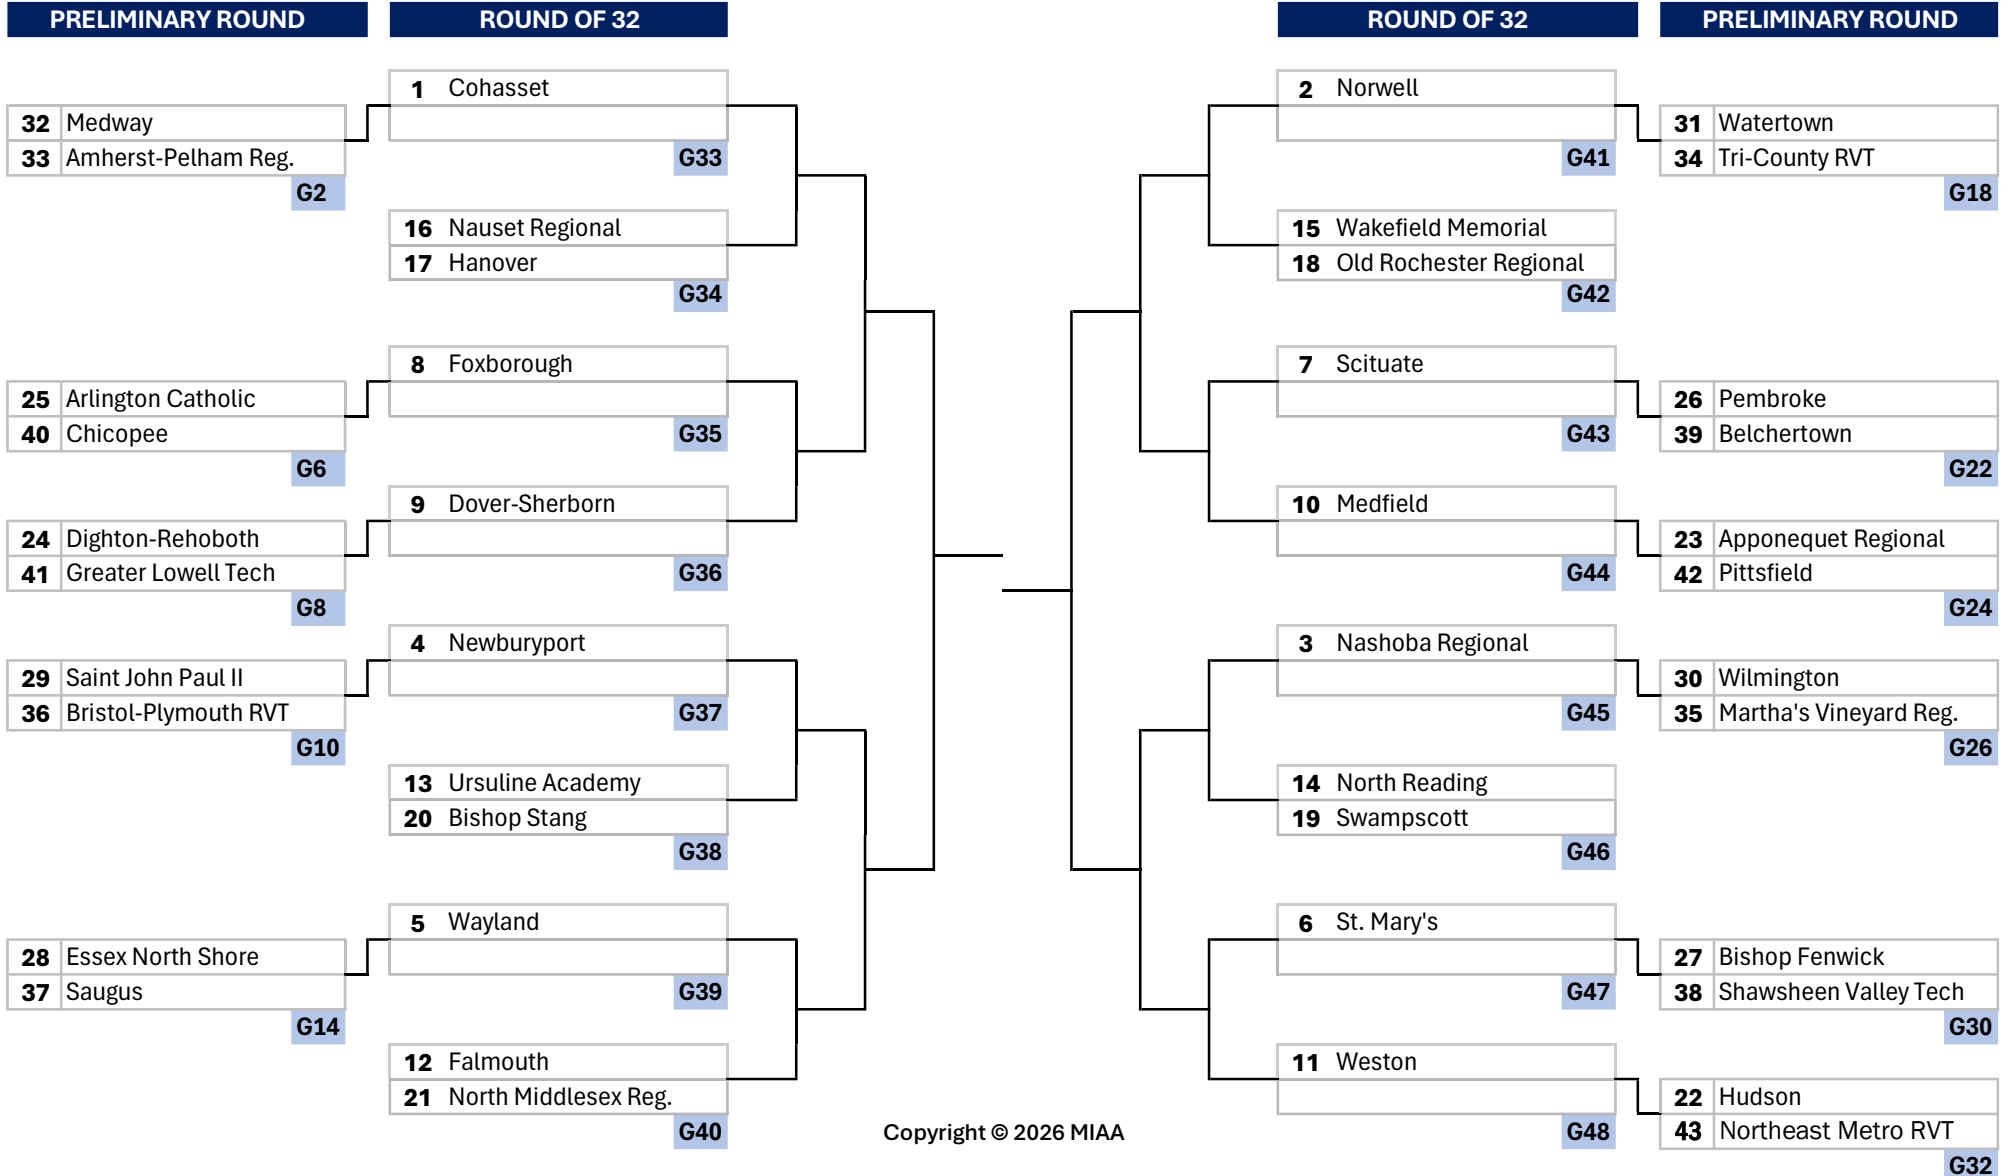 PRELIMINARY ROUND
ROUND OF 32
ROUND OF 32
PRELIMINARY ROUND
32 Medway
33 Amherst-Pelham Reg.
G2
25 Arlington Catholic
40 Chicopee
G6
24 Dighton-Rehoboth
41 Greater Lowell Tech
G8
29 Saint John Paul II
36 Bristol-Plymouth RVT
G10
28 Essex North Shore
37 Saugus
G14
1 Cohasset
G33
16 Nauset Regional
17 Hanover
G34
8 Foxborough
G35
9 Dover-Sherborn
G36
4 Newburyport
G37
13 Ursuline Academy
20 Bishop Stang
G38
5 Wayland
G39
12 Falmouth
21 North Middlesex Reg.
G40
2 Norwell
G41
15 Wakefield Memorial
18 Old Rochester Regional
G42
7 Scituate
G43
10 Medfield
G44
3 Nashoba Regional
G45
14 North Reading
19 Swampscott
G46
6 St. Mary's
G47
11 Weston
G48
31 Watertown
34 Tri-County RVT
G18
26 Pembroke
39 Belchertown
G22
23 Apponequet Regional
42 Pittsfield
G24
30 Wilmington
35 Martha's Vineyard Reg.
G26
27 Bishop Fenwick
38 Shawsheen Valley Tech
G30
22 Hudson
43 Northeast Metro RVT
G32
Copyright © 2026 MIAA